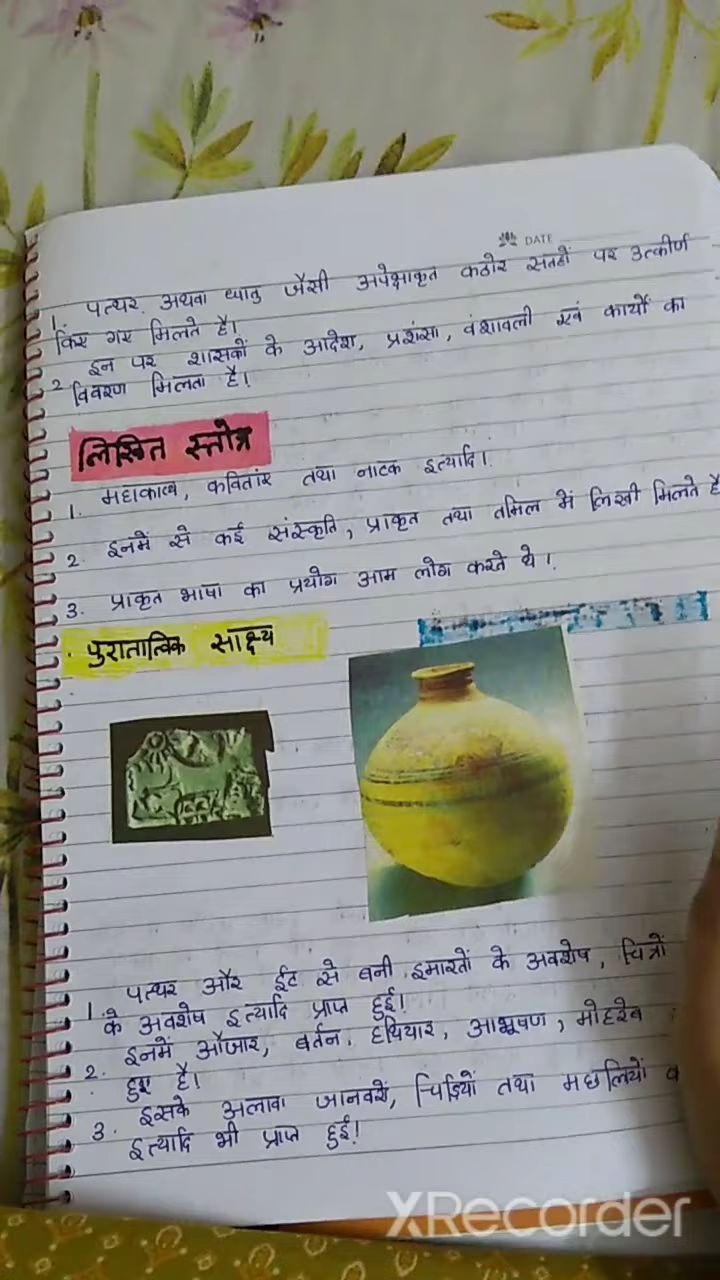 DATE
1. पत्थर अथवा धातु जैसी अपेक्षाकृत कठोर सतहों पर उत्कीर्ण
किए गए मिलते है।
2 इन पर शासकों के आदेश, प्रशंसा, वंशावली एवं कार्यों का
विवरण मिलता है।
लिखित स्त्रोत्र
1. महाकाव्य, कविताएं तथा नाटक इत्यादि।
2. इनमें से कई संस्कृति, प्राकृत तथा तमिल में लिखी मिलते है
3. प्राकृत भाषा का प्रयोग आम लोग करते थे।
· पुरातात्विक साक्ष्य
1. पत्थर और ईंट से बनी इमारतों के अवशेष, चित्रों
के अवशेष इत्यादि प्राप्त हुई।
2. इनमें औजार, बर्तन, हथियार, आभूषण, मोहरे
हुए है।
3. इसके अलावा जानवरों, चिड़ियों तथा मछलियों
इत्यादि भी प्राप्त हुई।
XRecorder